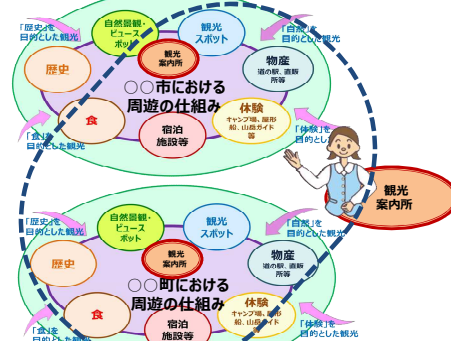 「歴史」を
目的とした観光
自然景観・
ビュース
ポット
観光
スポット
「自然」を
目的とした観光
観光
案内所
歴史
物産
道の駅、直販
所等
○○市における
周遊の仕組み
食
宿泊
施設等
体験
キャンプ場、屋形
船、山岳ガイド
等
「食」を
目的とした観光
「体験」を
目的とした観光
観光
案内所
「歴史」を
目的とした観光
自然景観・
ビュース
ポット
観光
スポット
「自然」を
目的とした観光
観光
案内所
歴史
物産
道の駅、直販
所等
○○町における
周遊の仕組み
食
宿泊
施設等
体験
キャンプ場、屋形
船、山岳ガイド
等
「食」を
目的とした観光
「体験」を
目的とした観光